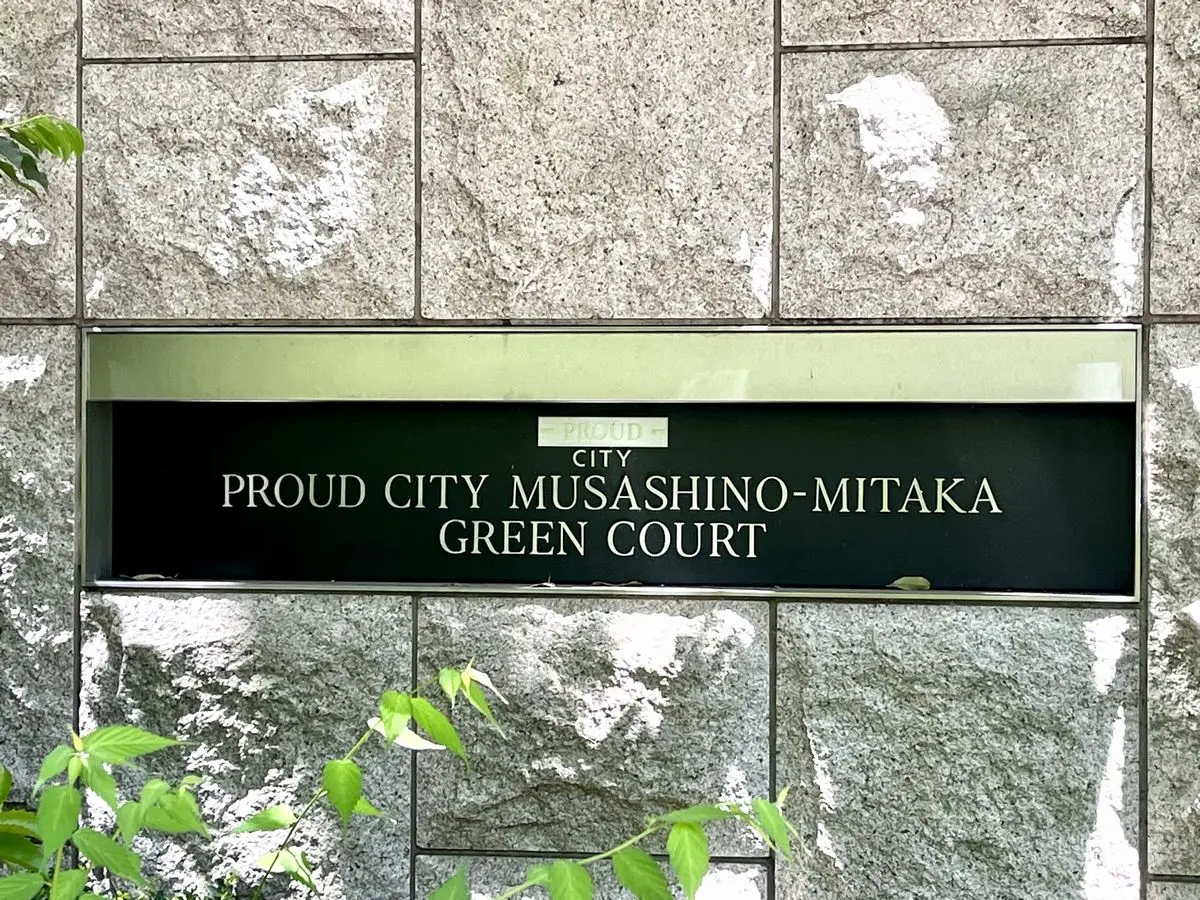 PROUD
CITY
PROUD CITY MUSASHINO-MITAKA
GREEN COURT